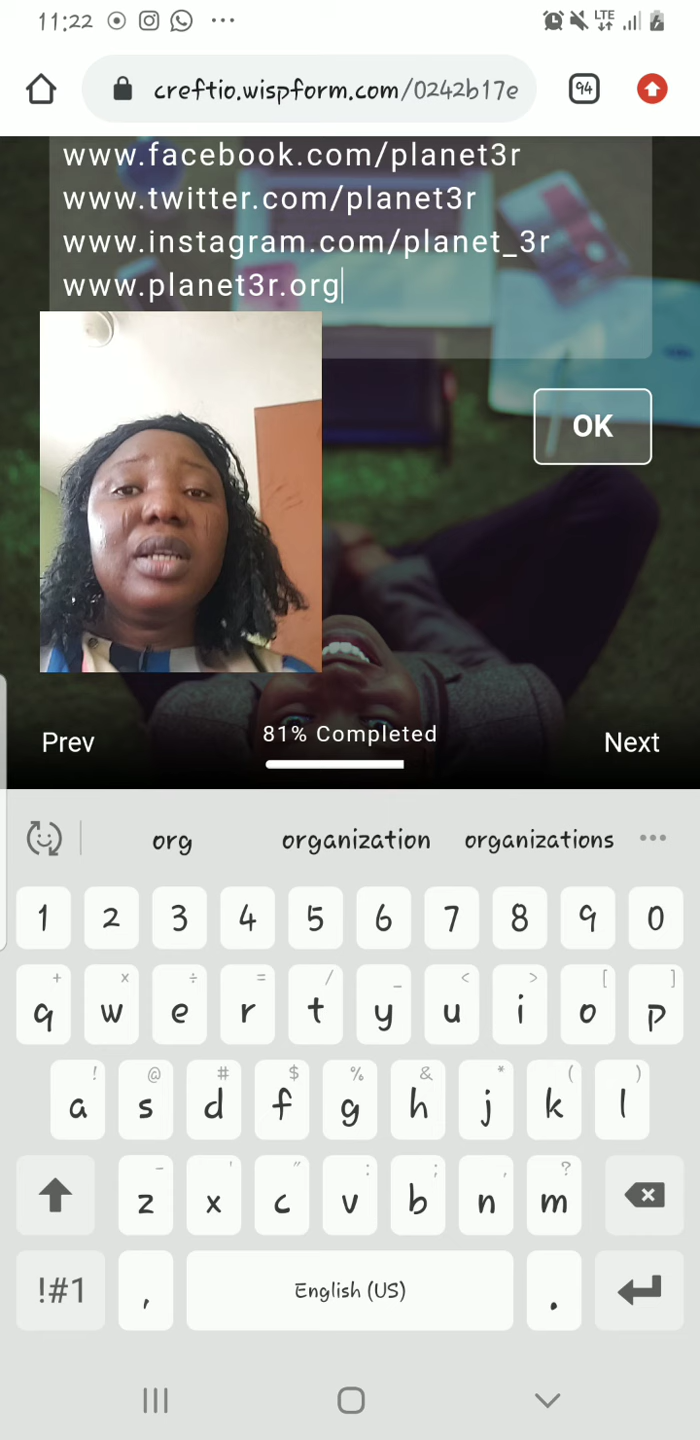 11:22
LTE
creftio.wispform.com/0242b17e
94
www.facebook.com/planet3r
www.twitter.com/planet3r
www.instagram.com/planet_3r
www.planet3r.org
OK
Prev
81% Completed
Next
org organization organizations
1 2 3 4 5 6 7 8 9 0
+ x ÷ = / _ < > [ ]
q w e r t y u i o p
! @ # $ % & * ( )
a s d f g h j k l
- ' " : ; , ?
z x c v b n m
!#1 , English (US) .